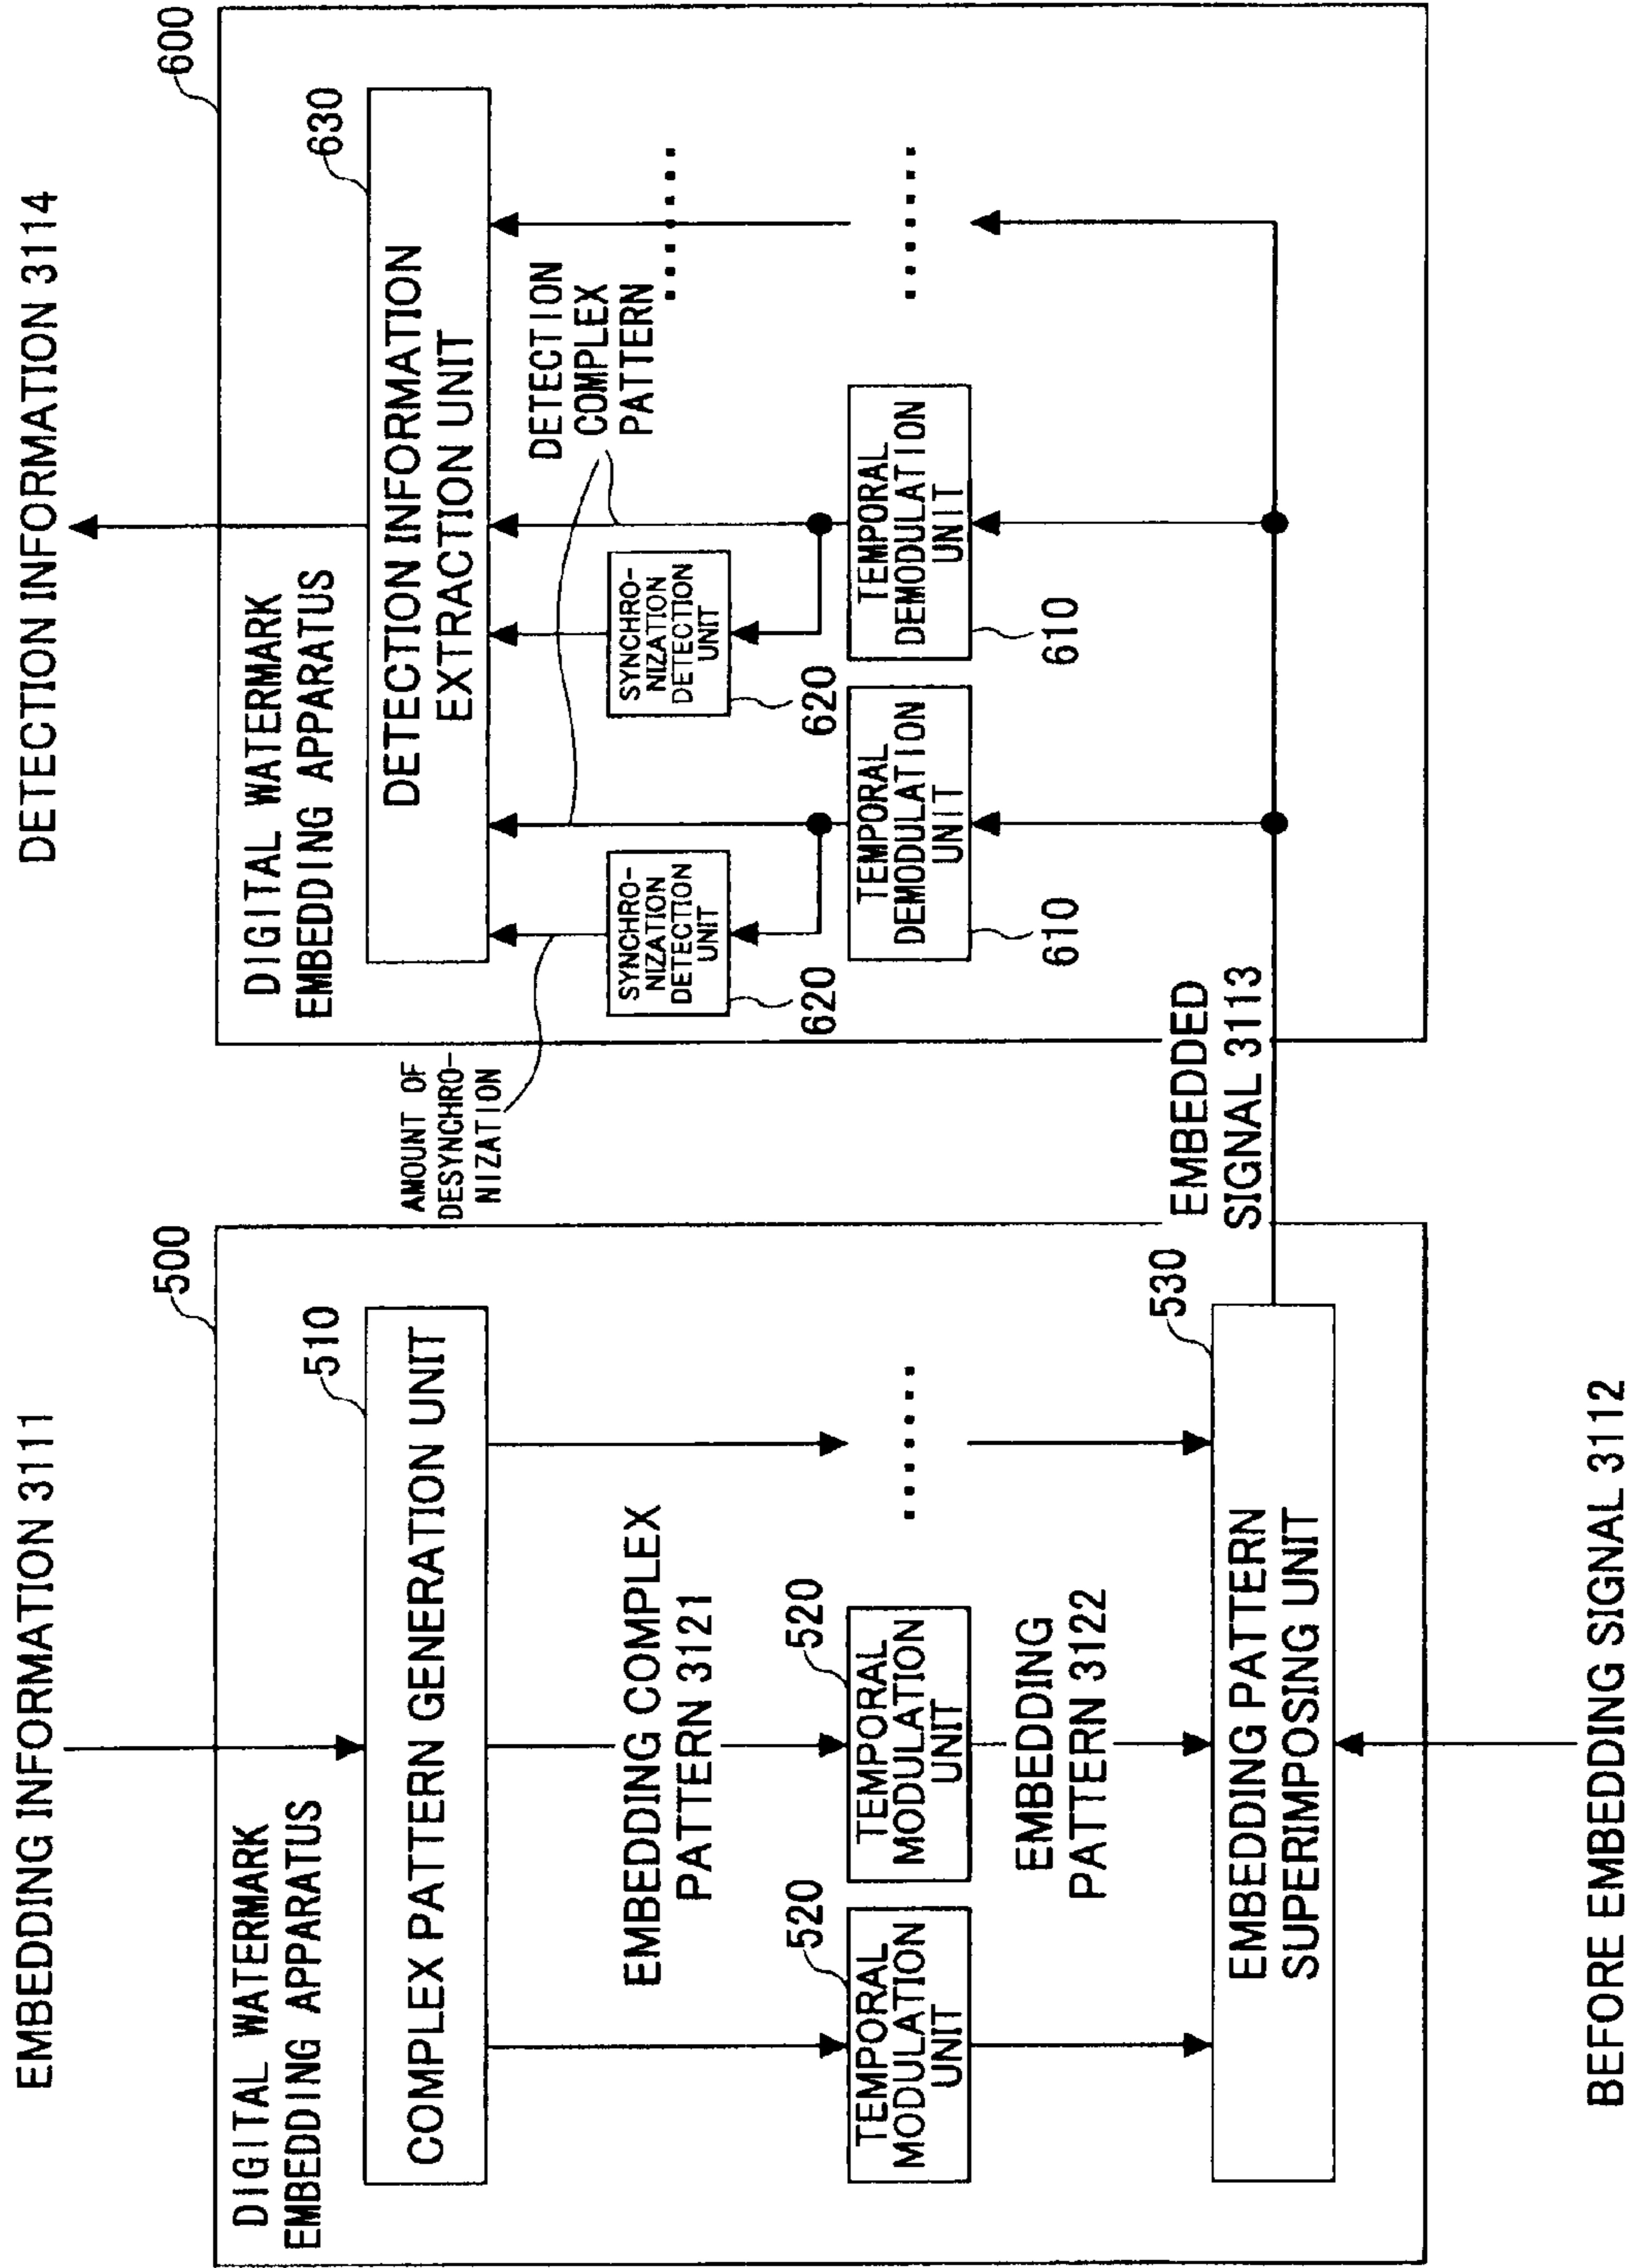 EMBEDDING INFORMATION 3111
500
DIGITAL WATERMARK
EMBEDDING APPARATUS
510
COMPLEX PATTERN GENERATION UNIT
EMBEDDING COMPLEX
PATTERN 3121
520
TEMPORAL
MODULATION
UNIT
520
TEMPORAL
MODULATION
UNIT
......
EMBEDDING
PATTERN 3122
530
EMBEDDING PATTERN
SUPERIMPOSING UNIT
BEFORE EMBEDDING SIGNAL 3112
EMBEDDED
SIGNAL 3113
DETECTION INFORMATION 3114
600
DIGITAL WATERMARK
EMBEDDING APPARATUS
630
DETECTION INFORMATION
EXTRACTION UNIT
AMOUNT OF
DESYNCHRO-
NIZATION
DETECTION
COMPLEX
PATTERN
......
SYNCHRO-
NIZATION
DETECTION
UNIT
620
SYNCHRO-
NIZATION
DETECTION
UNIT
620
TEMPORAL
DEMODULATION
UNIT
610
TEMPORAL
DEMODULATION
UNIT
610
......